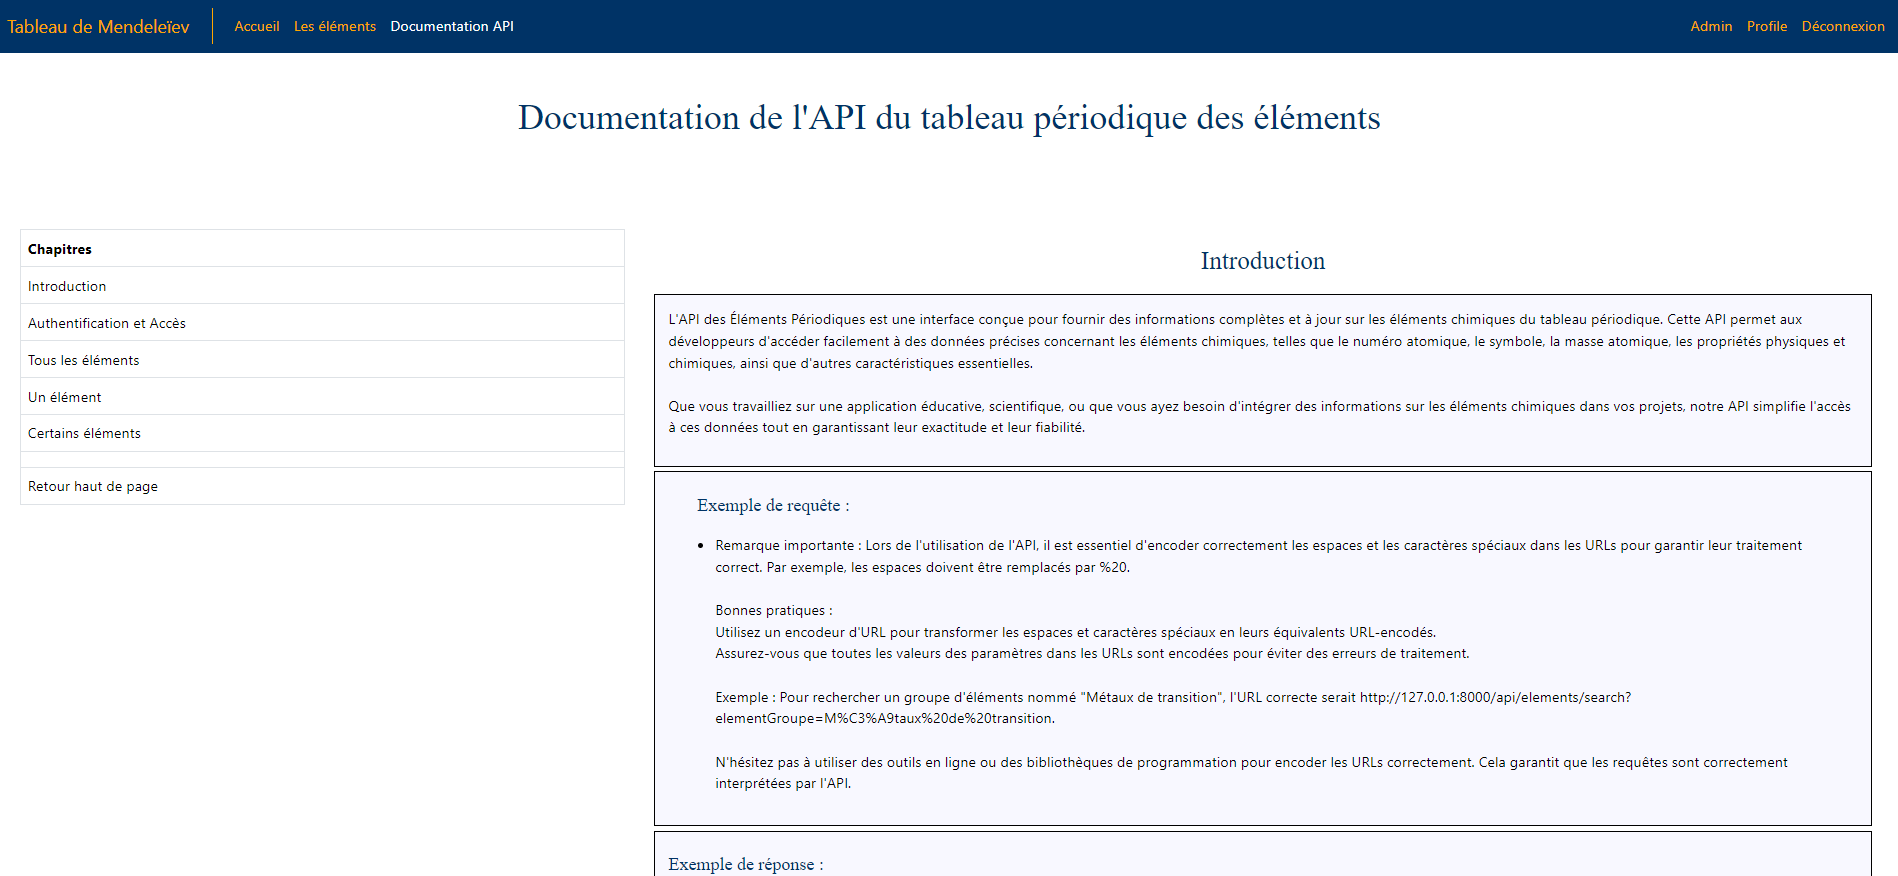 Tableau de Mendeleïev
Accueil
Les éléments
Documentation API
Admin
Profile
Déconnexion
Documentation de l'API du tableau périodique des éléments
Chapitres
Introduction
Authentification et Accès
Tous les éléments
Un élément
Certains éléments
Retour haut de page
Introduction
L'API des Éléments Périodiques est une interface conçue pour fournir des informations complètes et à jour sur les éléments chimiques du tableau périodique. Cette API permet aux
développeurs d'accéder facilement à des données précises concernant les éléments chimiques, telles que le numéro atomique, le symbole, la masse atomique, les propriétés physiques et
chimiques, ainsi que d'autres caractéristiques essentielles.
Que vous travailliez sur une application éducative, scientifique, ou que vous ayez besoin d'intégrer des informations sur les éléments chimiques dans vos projets, notre API simplifie l'accès
à ces données tout en garantissant leur exactitude et leur fiabilité.
Exemple de requête :
• Remarque importante : Lors de l'utilisation de l'API, il est essentiel d'encoder correctement les espaces et les caractères spéciaux dans les URLs pour garantir leur traitement
correct. Par exemple, les espaces doivent être remplacés par %20.
Bonnes pratiques :
Utilisez un encodeur d'URL pour transformer les espaces et caractères spéciaux en leurs équivalents URL-encodés.
Assurez-vous que toutes les valeurs des paramètres dans les URLs sont encodées pour éviter des erreurs de traitement.
Exemple : Pour rechercher un groupe d'éléments nommé "Métaux de transition", l'URL correcte serait http://127.0.0.1:8000/api/elements/search?
elementGroupe=M%C3%A9taux%20de%20transition.
N'hésitez pas à utiliser des outils en ligne ou des bibliothèques de programmation pour encoder les URLs correctement. Cela garantit que les requêtes sont correctement
interprétées par l'API.
Exemple de réponse :